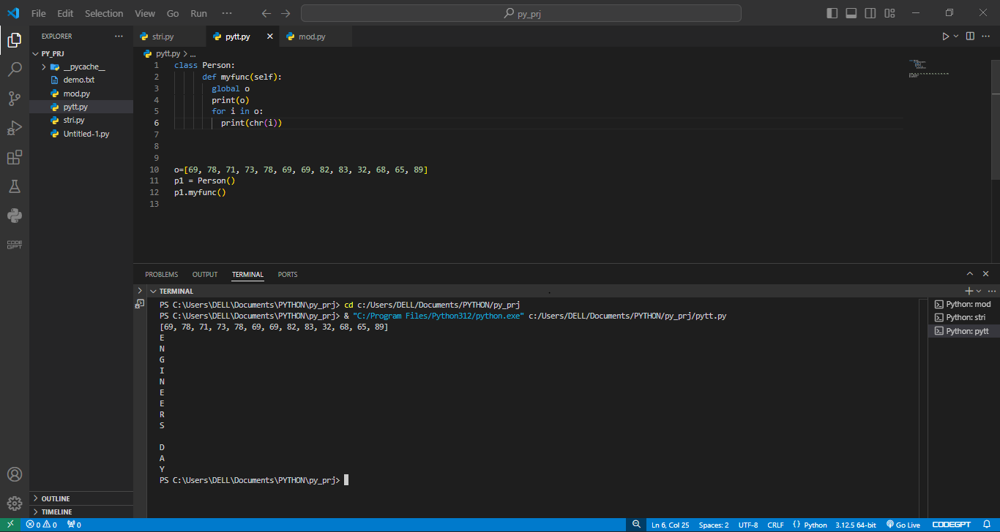 File Edit Selection View Go Run ··· py_prj
EXPLORER ···
PY_PRJ
__pycache__
demo.txt
mod.py
pytt.py
stri.py
Untitled-1.py
OUTLINE
TIMELINE
stri.py pytt.py mod.py
pytt.py > ...
1 class Person:
2 def myfunc(self):
3 global o
4 print(o)
5 for i in o:
6 print(chr(i))
7
8
9
10 o=[69, 78, 71, 73, 78, 69, 69, 82, 83, 32, 68, 65, 89]
11 p1 = Person()
12 p1.myfunc()
13
PROBLEMS OUTPUT TERMINAL PORTS
TERMINAL
PS C:\Users\DELL\Documents\PYTHON\py_prj> cd c:/Users/DELL/Documents/PYTHON/py_prj
PS C:\Users\DELL\Documents\PYTHON\py_prj> & "C:/Program Files/Python312/python.exe" c:/Users/DELL/Documents/PYTHON/py_prj/pytt.py
[69, 78, 71, 73, 78, 69, 69, 82, 83, 32, 68, 65, 89]
E
N
G
I
N
E
E
R
S

D
A
Y
PS C:\Users\DELL\Documents\PYTHON\py_prj>
Python: mod
Python: stri
Python: pytt
CODE
GPT
0 0 0 Ln 6, Col 25 Spaces: 2 UTF-8 CRLF {} Python 3.12.5 64-bit Go Live CODEGPT